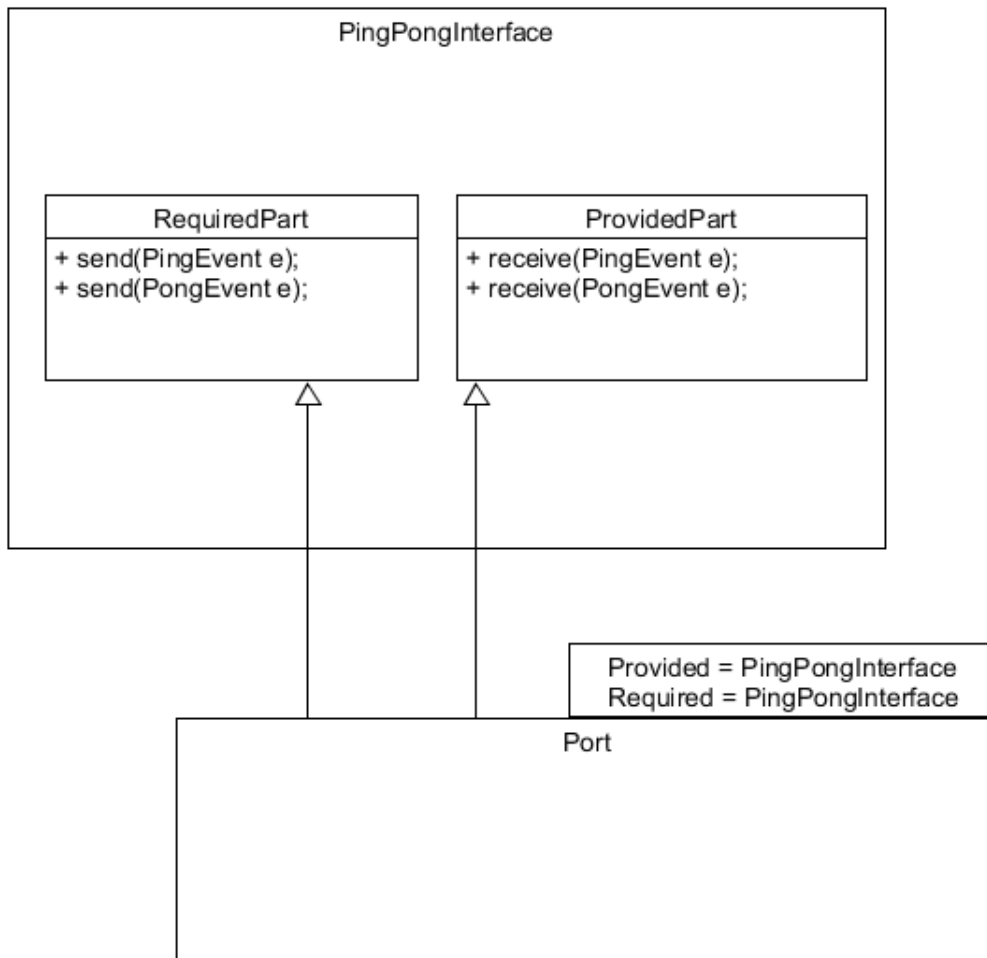 PingPongInterface
RequiredPart
+ send(PingEvent e);
+ send(PongEvent e);
ProvidedPart
+ receive(PingEvent e);
+ receive(PongEvent e);
Provided = PingPongInterface
Required = PingPongInterface
Port